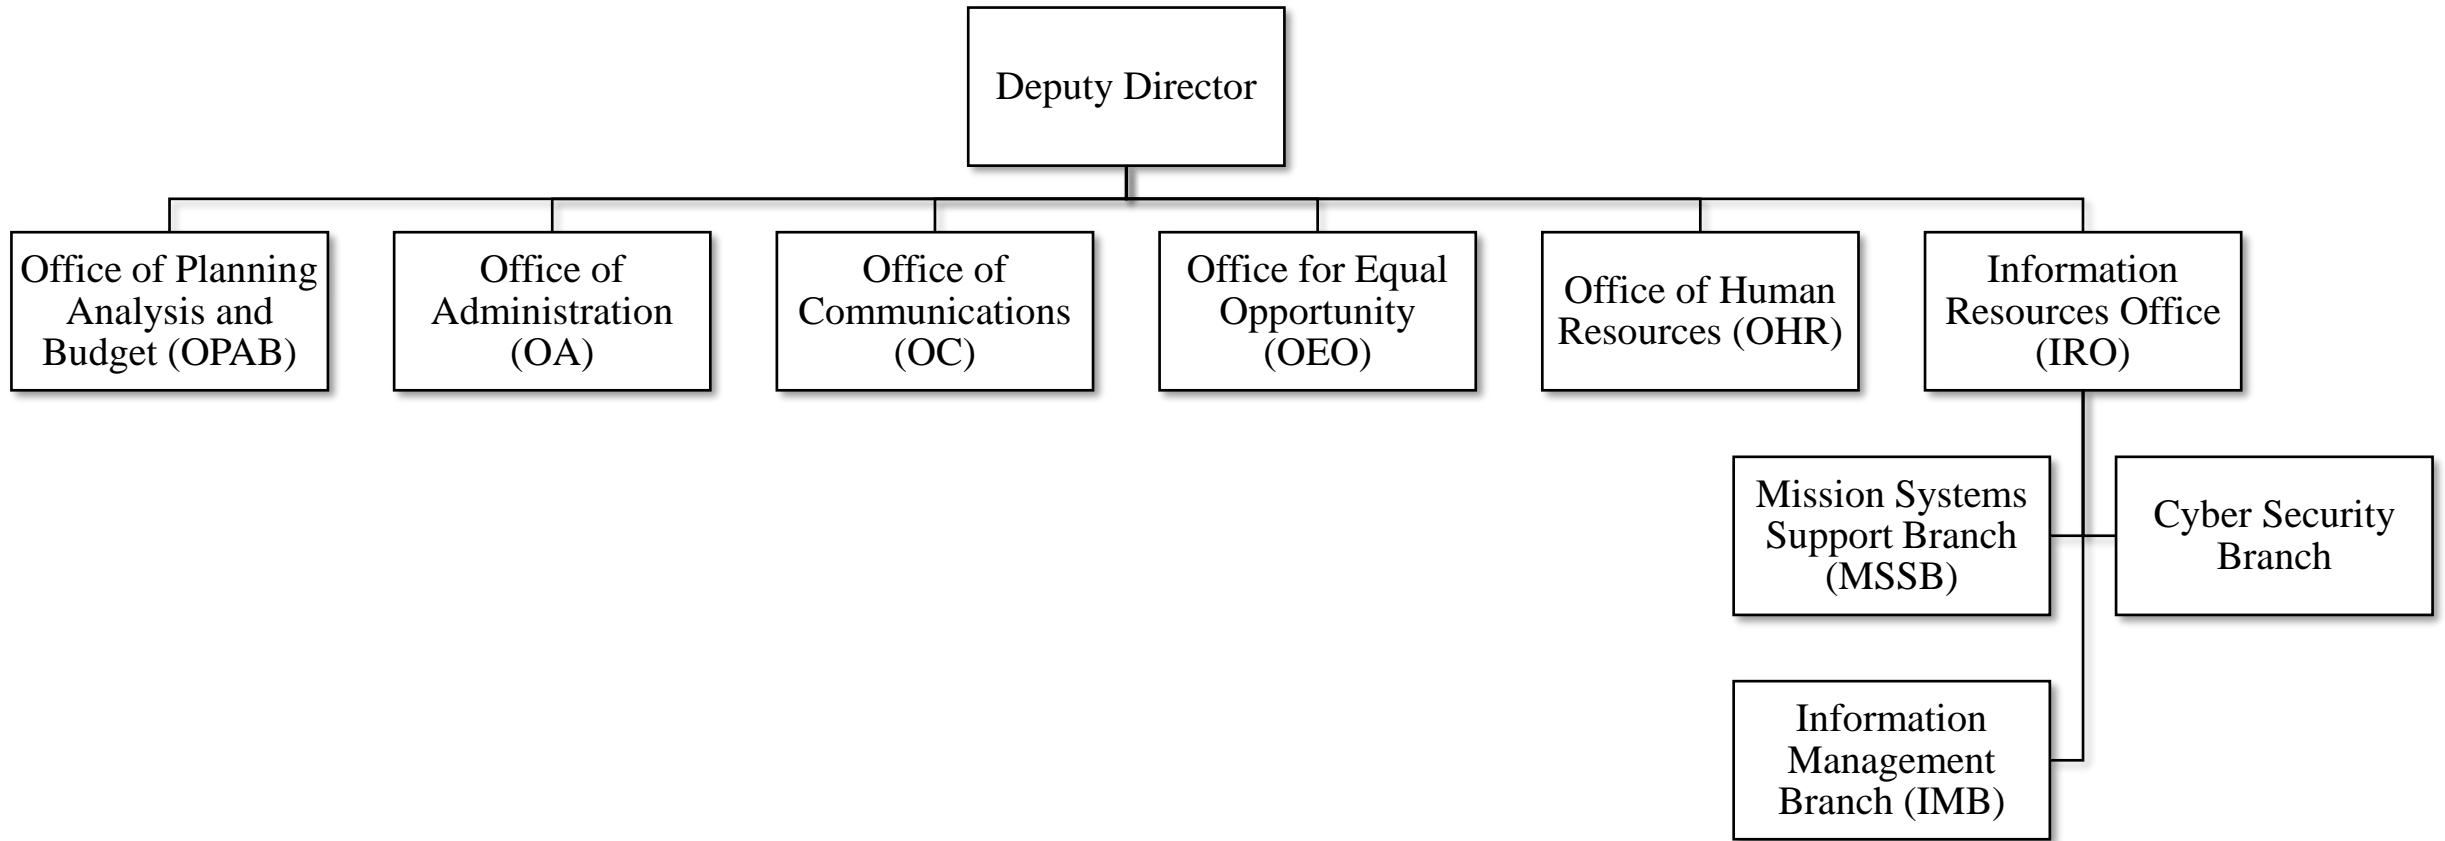 Deputy Director
Office of Planning
Analysis and
Budget (OPAB)
Office of
Administration
(OA)
Office of
Communications
(OC)
Office for Equal
Opportunity
(OEO)
Office of Human
Resources (OHR)
Information
Resources Office
(IRO)
Mission Systems
Support Branch
(MSSB)
Cyber Security
Branch
Information
Management
Branch (IMB)